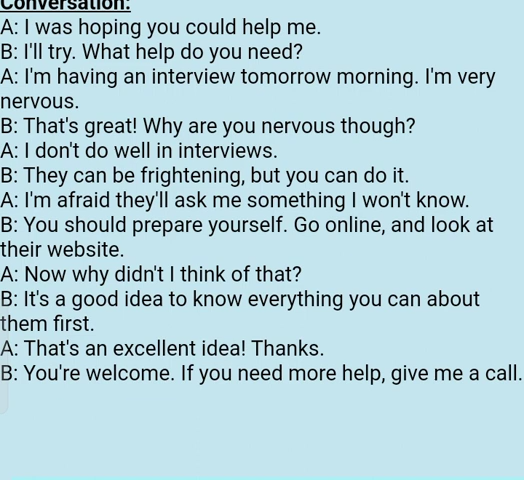 Conversation:
A: I was hoping you could help me.
B: I'll try. What help do you need?
A: I'm having an interview tomorrow morning. I'm very
nervous.
B: That's great! Why are you nervous though?
A: I don't do well in interviews.
B: They can be frightening, but you can do it.
A: I'm afraid they'll ask me something I won't know.
B: You should prepare yourself. Go online, and look at
their website.
A: Now why didn't I think of that?
B: It's a good idea to know everything you can about
them first.
A: That's an excellent idea! Thanks.
B: You're welcome. If you need more help, give me a call.